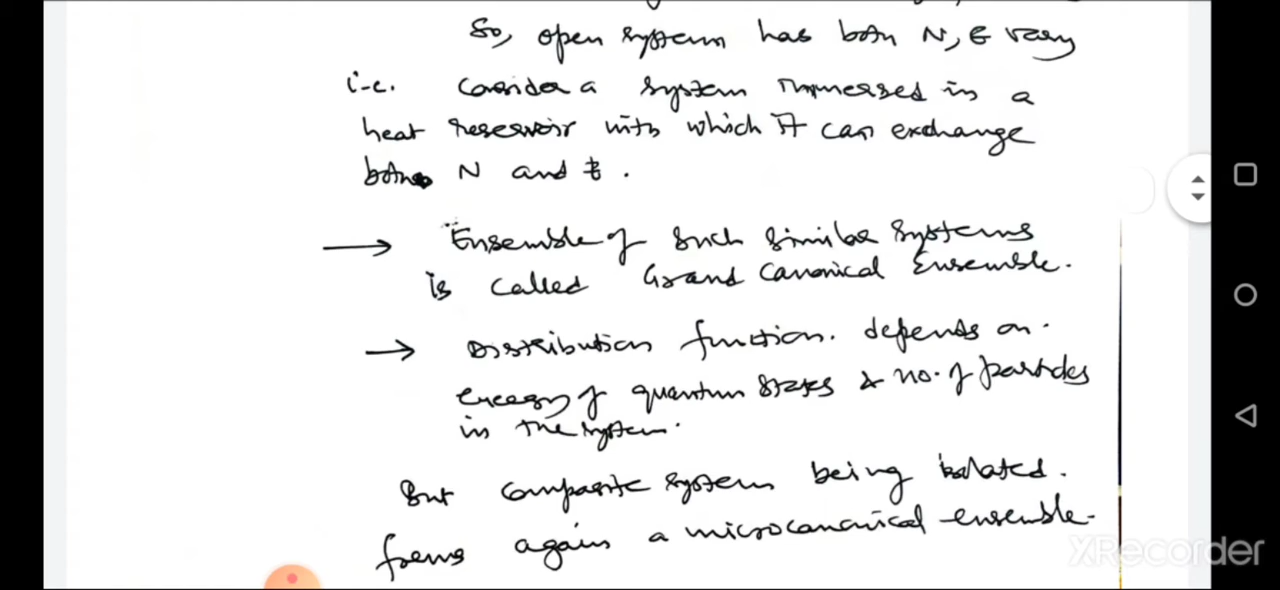 So, open system has both N, E vary
i.e. Consider a system immersed in a
heat reservoir with which it can exchange
both N and E.
→ Ensemble of such similar systems
is called Grand Canonical Ensemble.
→ Distribution function. depends on.
energy of quantum states & no. of particles
in the system.
But composite system being isolated.
forms again a microcanonical ensemble.
XRecorder